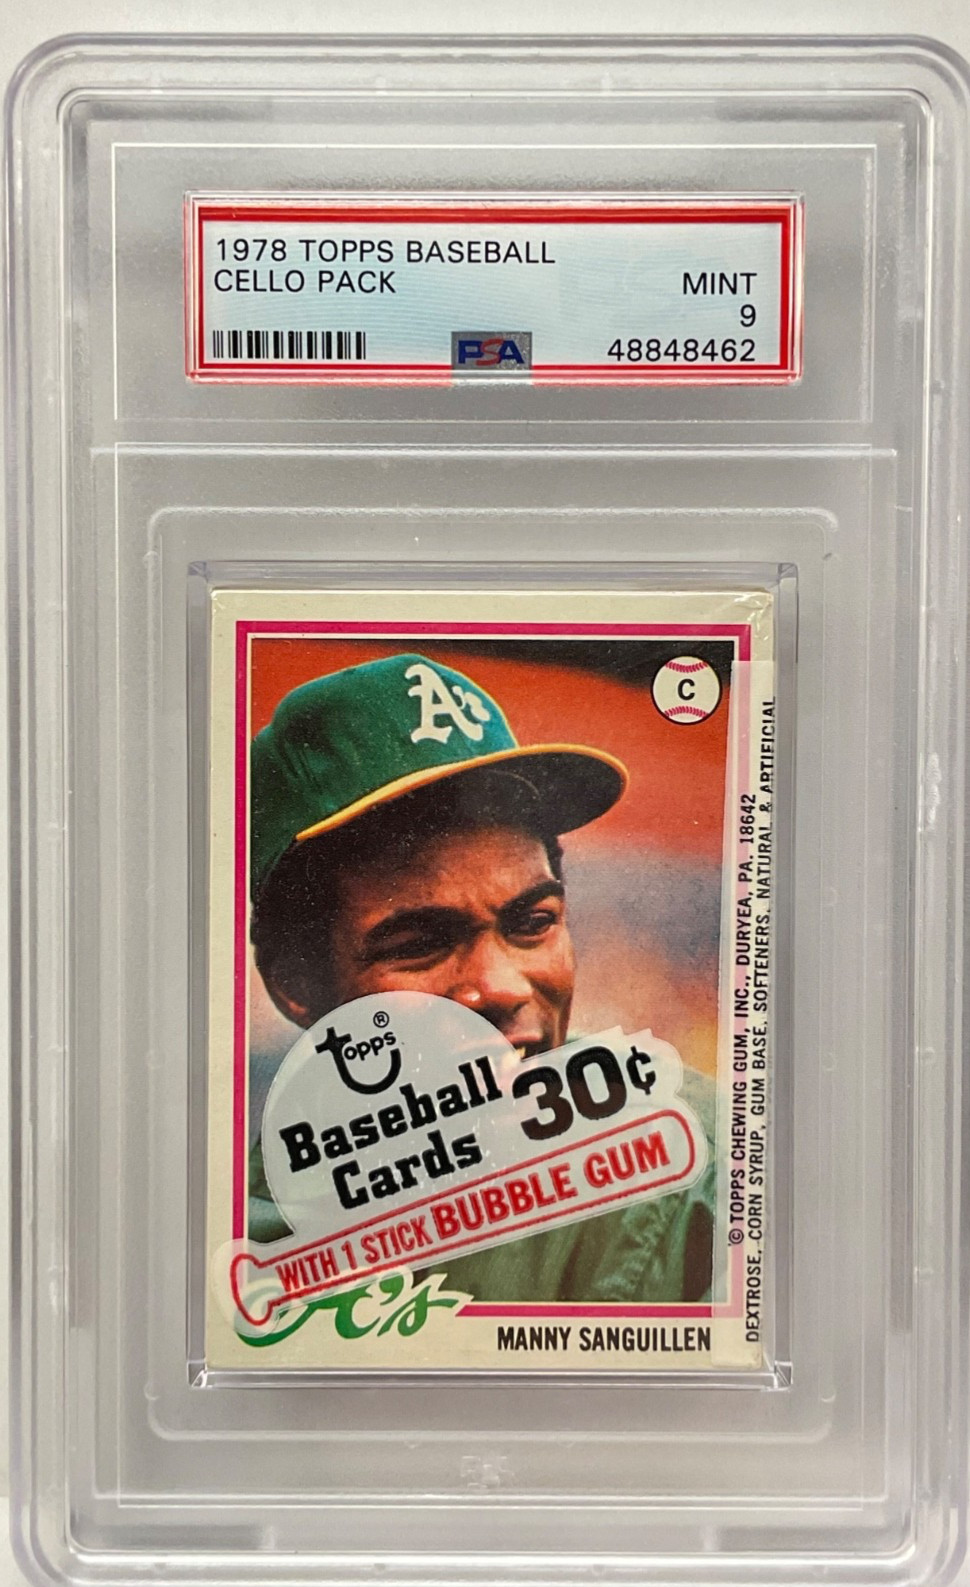 1978 TOPPS BASEBALL
CELLO PACK
MINT
9
PSA
48848462
A's
C
topps®
Baseball
Cards
30¢
WITH 1 STICK BUBBLE GUM
A's
MANNY SANGUILLEN
© TOPPS CHEWING GUM, INC., DURYEA, PA. 18642
DEXTROSE, CORN SYRUP, GUM BASE, SOFTENERS, NATURAL & ARTIFICIAL